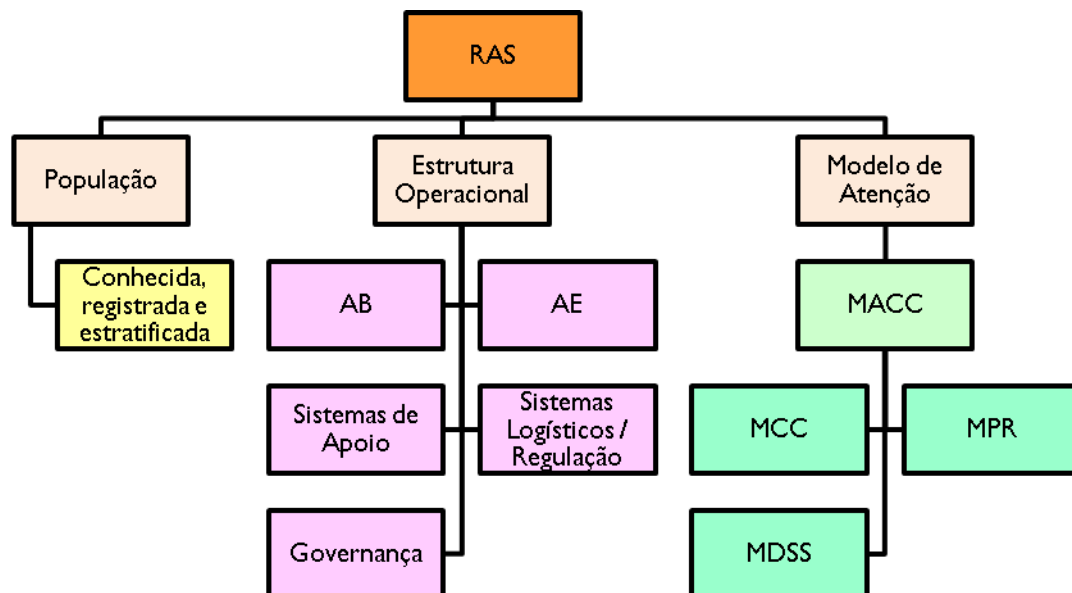 RAS
População
Estrutura
Operacional
Modelo de
Atenção
Conhecida,
registrada e
estratificada
AB
AE
MACC
Sistemas de
Apoio
Sistemas
Logísticos /
Regulação
MCC
MPR
Governança
MDSS